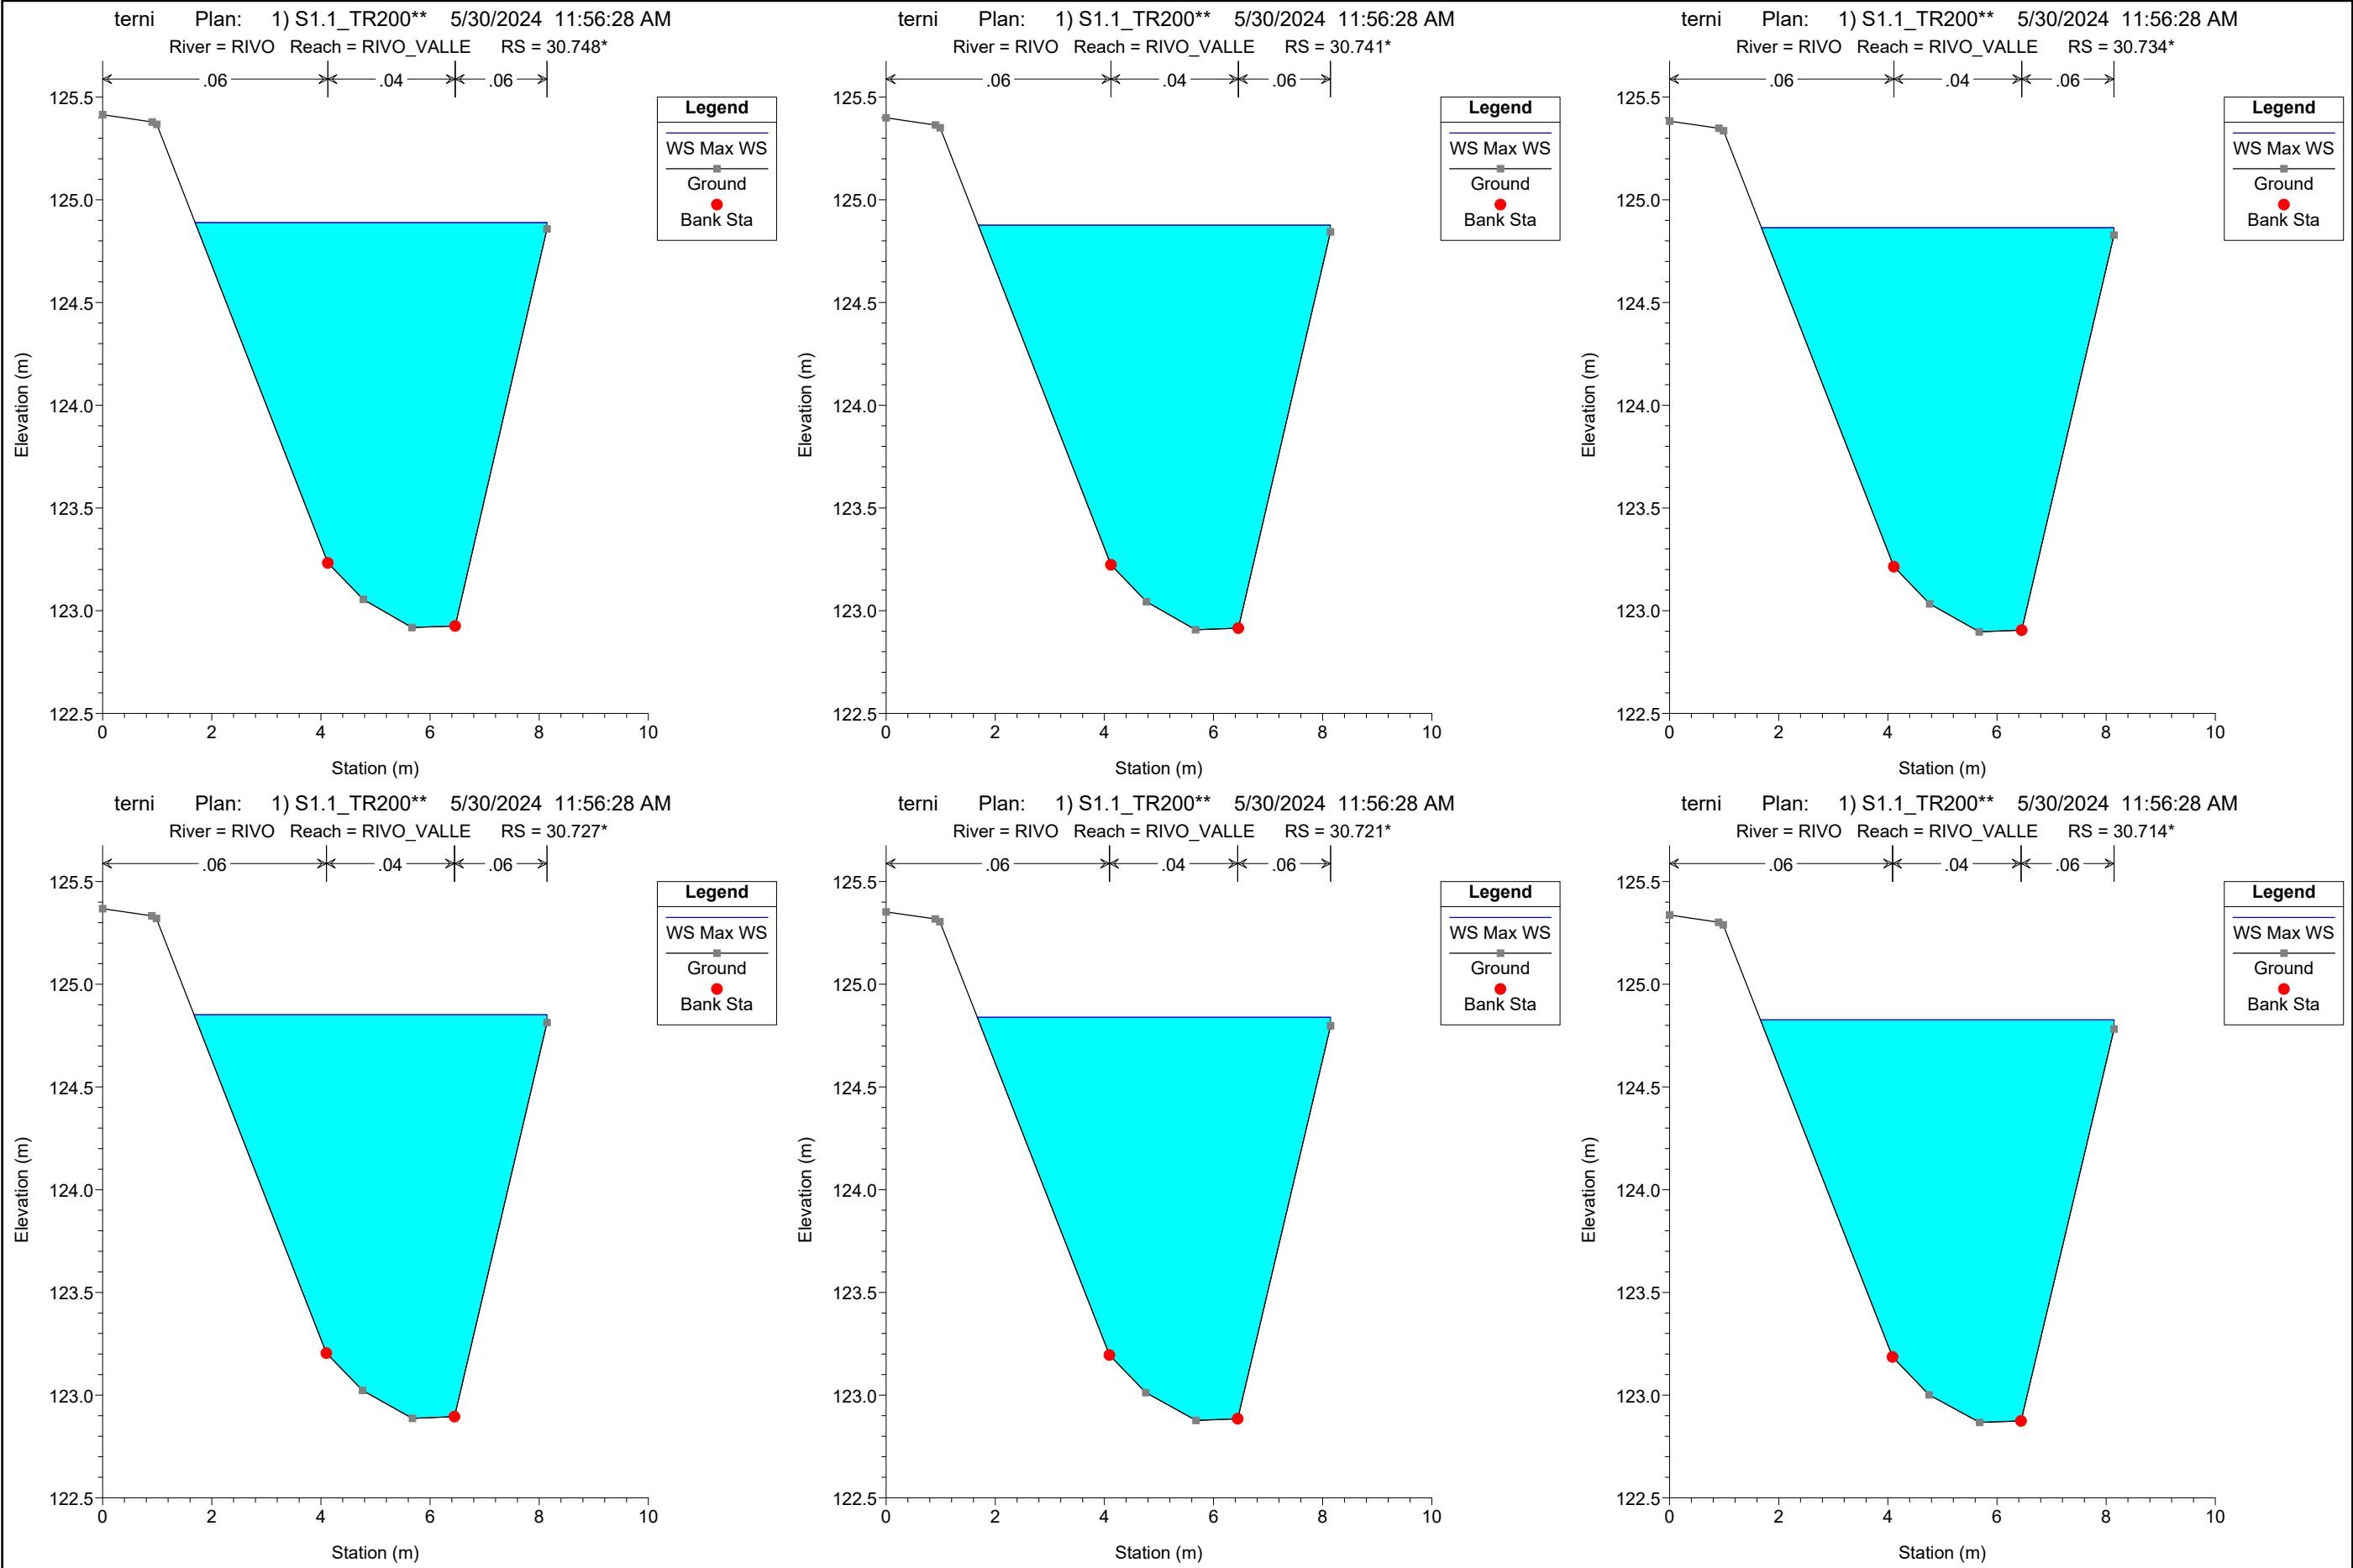 terni Plan: 1) S1.1_TR200** 5/30/2024 11:56:28 AM
River = RIVO Reach = RIVO_VALLE RS = 30.748*
.06 .04 .06
125.5
125.0
124.5
124.0
123.5
123.0
122.5
0 2 4 6 8 10
Station (m)
Elevation (m)
Legend
WS Max WS
Ground
Bank Sta
terni Plan: 1) S1.1_TR200** 5/30/2024 11:56:28 AM
River = RIVO Reach = RIVO_VALLE RS = 30.741*
.06 .04 .06
125.5
125.0
124.5
124.0
123.5
123.0
122.5
0 2 4 6 8 10
Station (m)
Elevation (m)
Legend
WS Max WS
Ground
Bank Sta
terni Plan: 1) S1.1_TR200** 5/30/2024 11:56:28 AM
River = RIVO Reach = RIVO_VALLE RS = 30.734*
.06 .04 .06
125.5
125.0
124.5
124.0
123.5
123.0
122.5
0 2 4 6 8 10
Station (m)
Elevation (m)
Legend
WS Max WS
Ground
Bank Sta
terni Plan: 1) S1.1_TR200** 5/30/2024 11:56:28 AM
River = RIVO Reach = RIVO_VALLE RS = 30.727*
.06 .04 .06
125.5
125.0
124.5
124.0
123.5
123.0
122.5
0 2 4 6 8 10
Station (m)
Elevation (m)
Legend
WS Max WS
Ground
Bank Sta
terni Plan: 1) S1.1_TR200** 5/30/2024 11:56:28 AM
River = RIVO Reach = RIVO_VALLE RS = 30.721*
.06 .04 .06
125.5
125.0
124.5
124.0
123.5
123.0
122.5
0 2 4 6 8 10
Station (m)
Elevation (m)
Legend
WS Max WS
Ground
Bank Sta
terni Plan: 1) S1.1_TR200** 5/30/2024 11:56:28 AM
River = RIVO Reach = RIVO_VALLE RS = 30.714*
.06 .04 .06
125.5
125.0
124.5
124.0
123.5
123.0
122.5
0 2 4 6 8 10
Station (m)
Elevation (m)
Legend
WS Max WS
Ground
Bank Sta